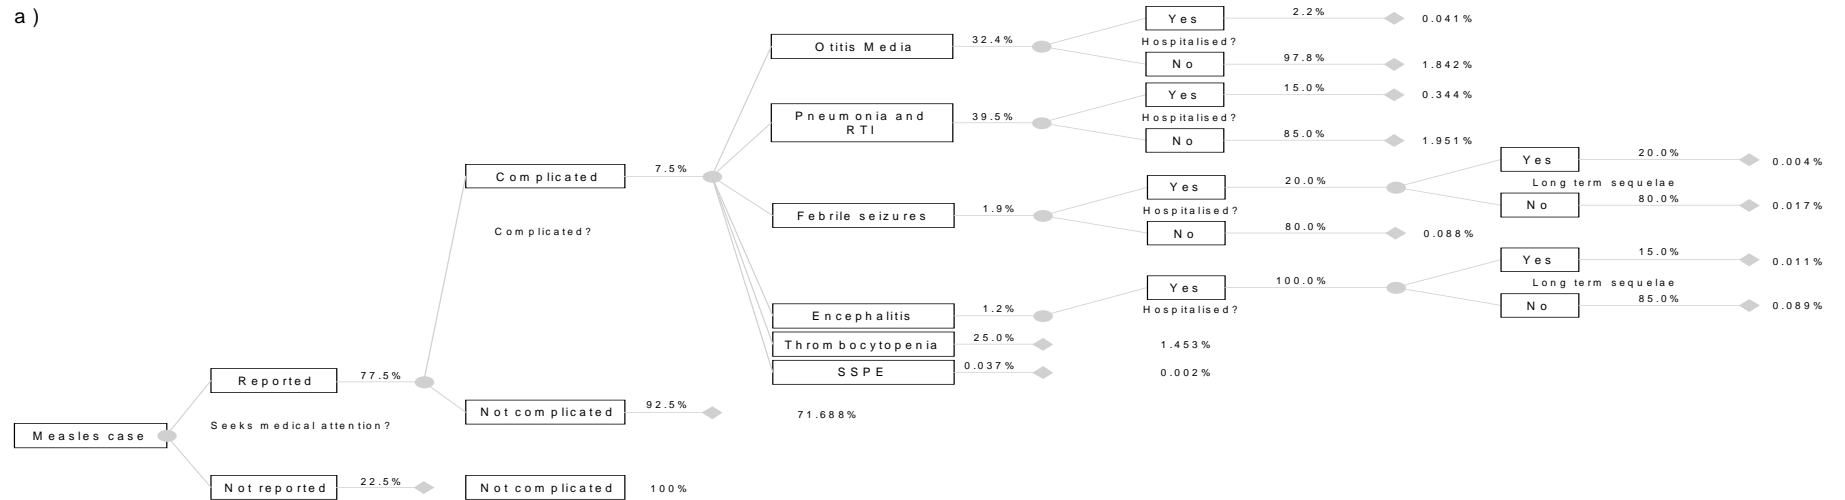 a)
Yes 2.2% 0.041%
Otitis Media 32.4% Hospitalised?
No 97.8% 1.842%
Yes 15.0% 0.344%
Pneumonia and
RTI
39.5% Hospitalised?
No 85.0% 1.951%
Yes 20.0% 0.004%
Complicated 7.5%
Yes 20.0% Long term sequelae
Febrile seizures 1.9% Hospitalised?
No 80.0% 0.017%
Complicated?
No 80.0% 0.088%
Yes 15.0% 0.011%
Yes 100.0% Long term sequelae
Encephalitis 1.2% Hospitalised?
No 85.0% 0.089%
Thrombocytopenia 25.0% 1.453%
SSPE 0.037% 0.002%
Reported 77.5%
Not complicated 92.5% 71.688%
Seeks medical attention?
Measles case
Not reported 22.5% Not complicated 100%